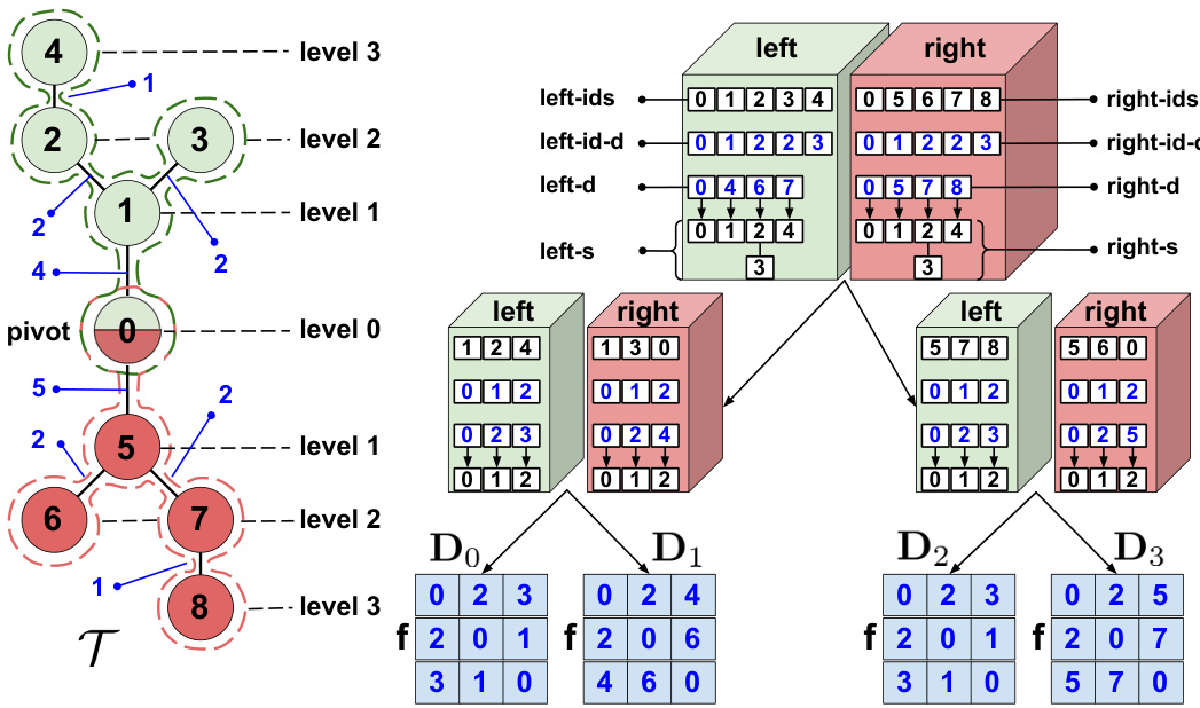 4 level 3
1
2 3 level 2
2 2
1 level 1
4
pivot 0 level 0
5
2 2
5 level 1
6 7 level 2
1
8 level 3
T
left right
left-ids 0 1 2 3 4 0 5 6 7 8 right-ids
left-id-d 0 1 2 2 3 0 1 2 2 3 right-id-
left-d 0 4 6 7 0 5 7 8 right-d
left-s 0 1 2 4 0 1 2 4 right-s
3 3
left right left right
1 2 4 1 3 0 5 7 8 5 6 0
0 1 2 0 1 2 0 1 2 0 1 2
0 2 3 0 2 4 0 2 3 0 2 5
0 1 2 0 1 2 0 1 2 0 1 2
D0 D1 D2 D3
0 2 3 0 2 4 0 2 3 0 2 5
f 2 0 1 f 2 0 6 f 2 0 1 f 2 0 7
3 1 0 4 6 0 3 1 0 5 7 0